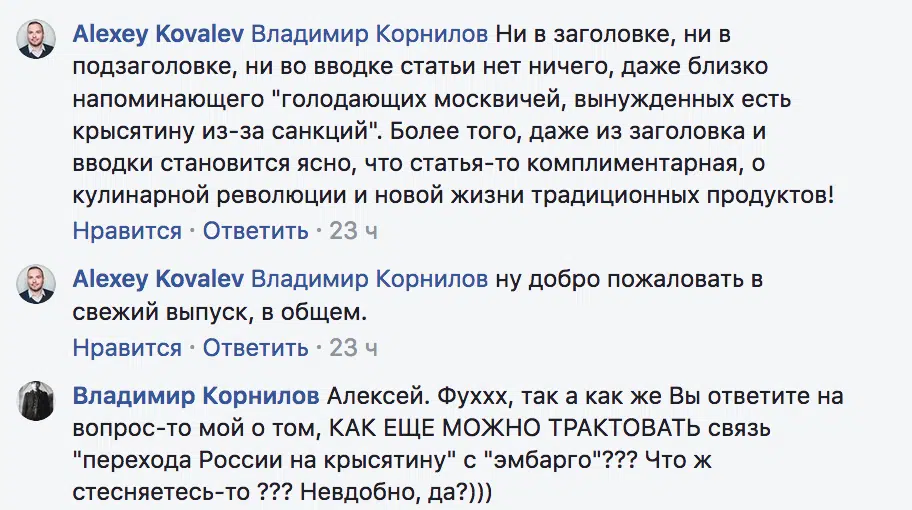 Alexey Kovalev Владимир Корнилов Ни в заголовке, ни в
подзаголовке, ни во вводке статьи нет ничего, даже близко
напоминающего "голодающих москвичей, вынужденных есть
крысятину из-за санкций". Более того, даже из заголовка и
вводки становится ясно, что статья-то комплиментарная, о
кулинарной революции и новой жизни традиционных продуктов!
Нравится · Ответить · 23 ч
Alexey Kovalev Владимир Корнилов ну добро пожаловать в
свежий выпуск, в общем.
Нравится · Ответить · 23 ч
Владимир Корнилов Алексей. Фуххх, так а как же Вы ответите на
вопрос-то мой о том, КАК ЕЩЕ МОЖНО ТРАКТОВАТЬ связь
"перехода России на крысятину" с "эмбарго"??? Что ж
стесняетесь-то ??? Невдобно, да?)))